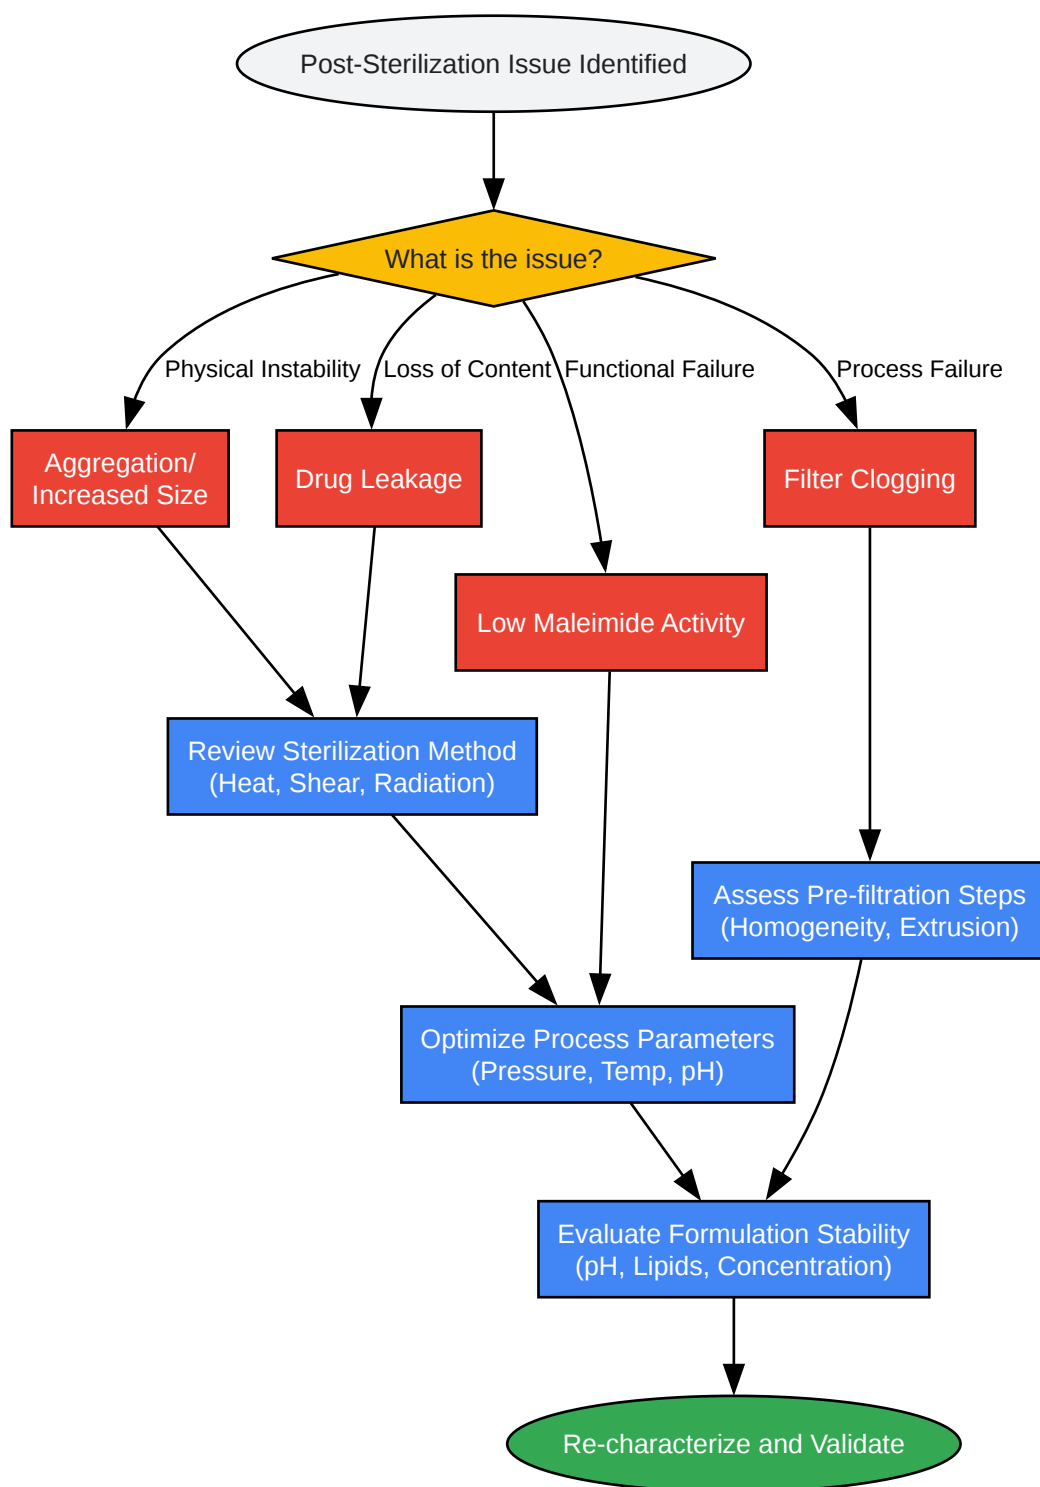 Post-Sterilization Issue Identified
What is the issue?
Physical Instability
Loss of Content
Functional Failure
Process Failure
Aggregation/
Increased Size
Drug Leakage
Filter Clogging
Low Maleimide Activity
Review Sterilization Method
(Heat, Shear, Radiation)
Assess Pre-filtration Steps
(Homogeneity, Extrusion)
Optimize Process Parameters
(Pressure, Temp, pH)
Evaluate Formulation Stability
(pH, Lipids, Concentration)
Re-characterize and Validate